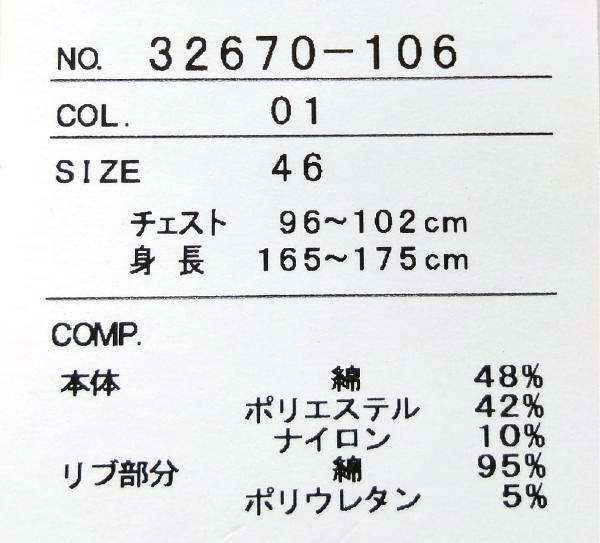 NO. 32670-106
COL. 01
SIZE 46
チェスト 96~102cm
身長 165~175cm
COMP.
本体 綿 48%
ポリエステル 42%
ナイロン 10%
リブ部分 綿 95%
ポリウレタン 5%